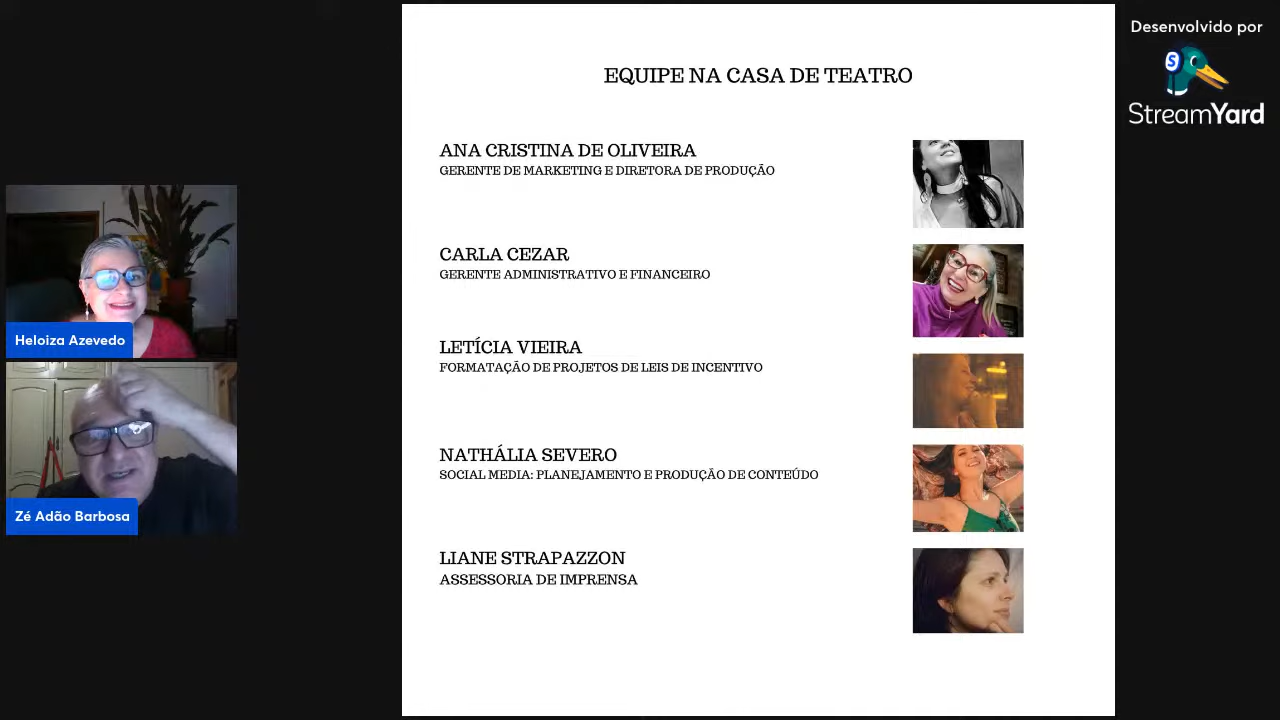 Desenvolvido por
S
StreamYard
EQUIPE NA CASA DE TEATRO
ANA CRISTINA DE OLIVEIRA
GERENTE DE MARKETING E DIRETORA DE PRODUÇÃO
CARLA CEZAR
GERENTE ADMINISTRATIVO E FINANCEIRO
LETÍCIA VIEIRA
FORMATAÇÃO DE PROJETOS DE LEIS DE INCENTIVO
NATHÁLIA SEVERO
SOCIAL MEDIA: PLANEJAMENTO E PRODUÇÃO DE CONTEÚDO
LIANE STRAPAZZON
ASSESSORIA DE IMPRENSA
Heloiza Azevedo
Zé Adão Barbosa